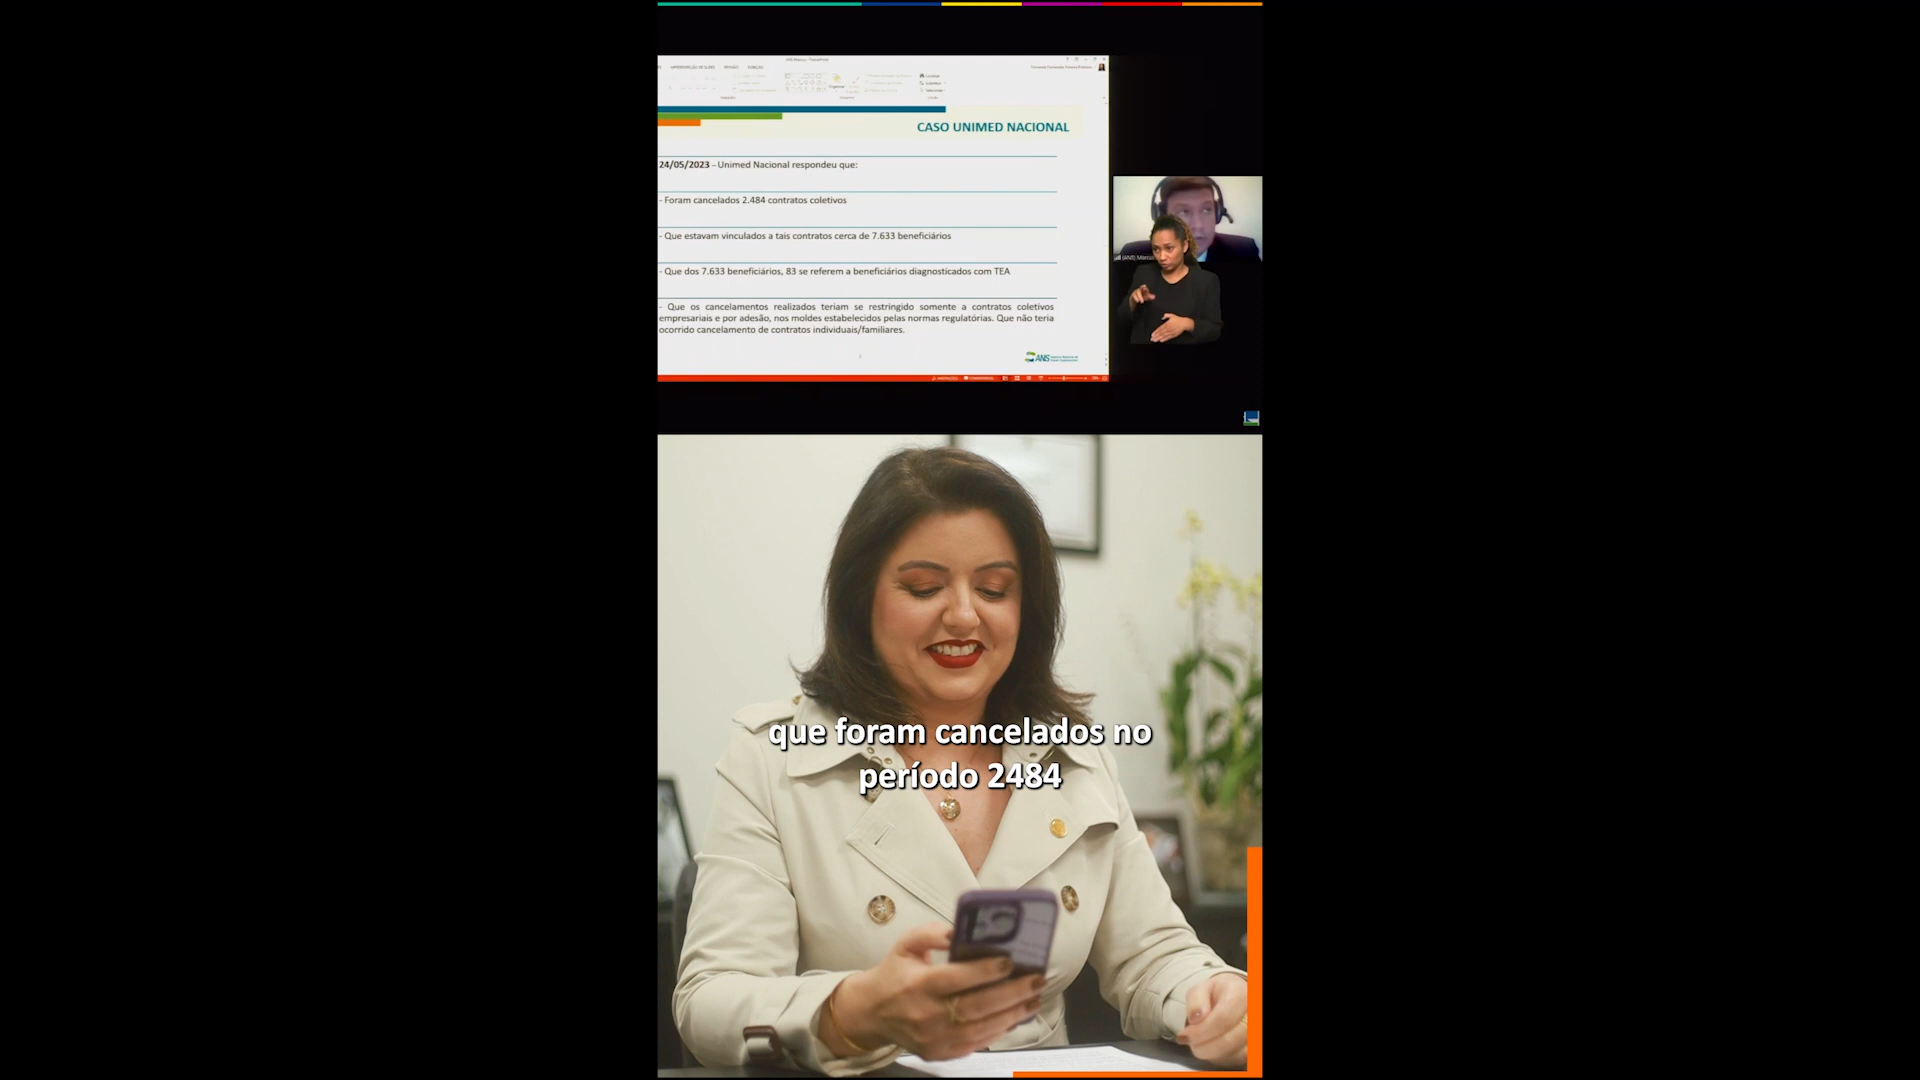 CASO UNIMED NACIONAL
24/05/2023 – Unimed Nacional respondeu que:
- Foram cancelados 2.484 contratos coletivos
- Que estavam vinculados a tais contratos cerca de 7.633 beneficiários
- Que dos 7.633 beneficiários, 83 se referem a beneficiários diagnosticados com TEA
- Que os cancelamentos realizados teriam se restringido somente a contratos coletivos
empresariais e por adesão, nos moldes estabelecidos pelas normas regulatórias. Que não teria
ocorrido cancelamento de contratos individuais/familiares.
ANS
que foram cancelados no
período 2484